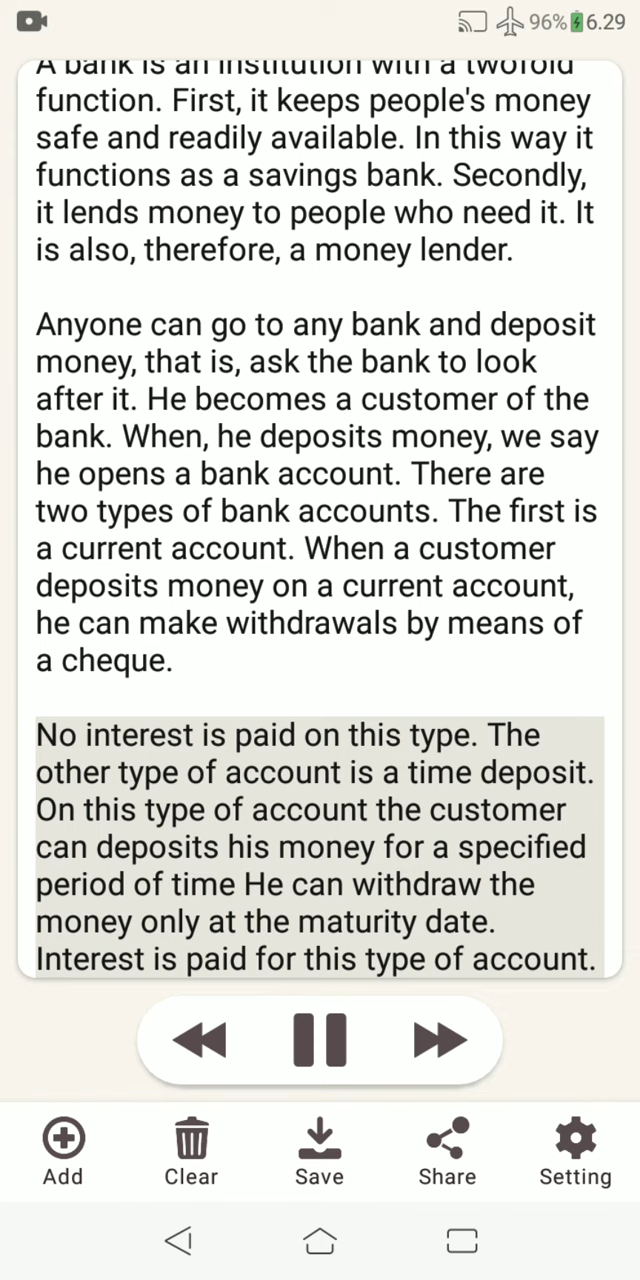 96% 6.29
A bank is an institution with a twofold
function. First, it keeps people's money
safe and readily available. In this way it
functions as a savings bank. Secondly,
it lends money to people who need it. It
is also, therefore, a money lender.
Anyone can go to any bank and deposit
money, that is, ask the bank to look
after it. He becomes a customer of the
bank. When, he deposits money, we say
he opens a bank account. There are
two types of bank accounts. The first is
a current account. When a customer
deposits money on a current account,
he can make withdrawals by means of
a cheque.
No interest is paid on this type. The
other type of account is a time deposit.
On this type of account the customer
can deposits his money for a specified
period of time He can withdraw the
money only at the maturity date.
Interest is paid for this type of account.
Add Clear Save Share Setting